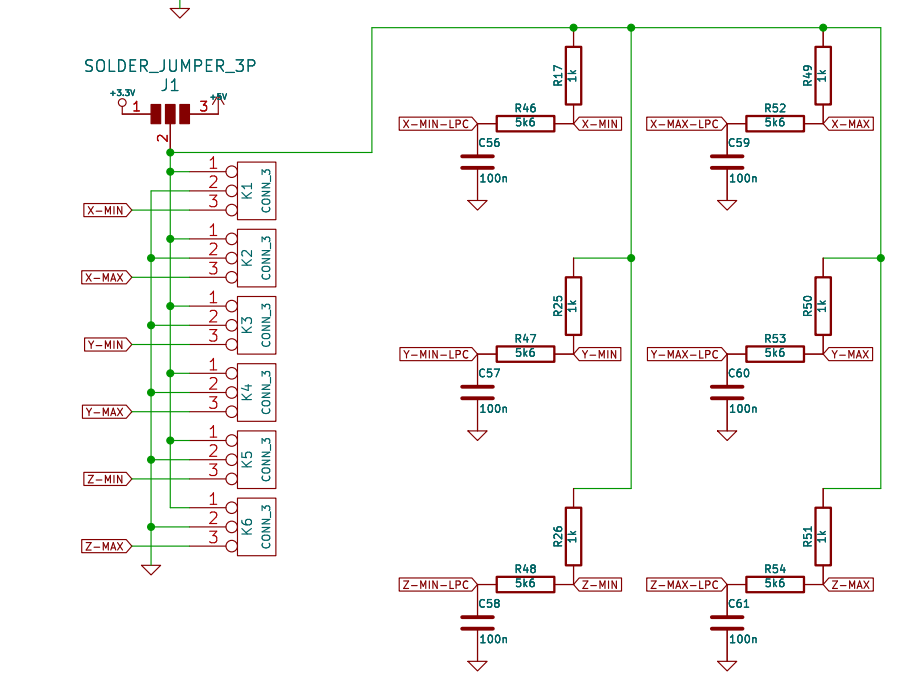 SOLDER_JUMPER_3P
J1
+3.3V
+5V
1
3
2
1
2
3
K1
CONN_3
X-MIN
1
2
3
K2
CONN_3
X-MAX
1
2
3
K3
CONN_3
Y-MIN
1
2
3
K4
CONN_3
Y-MAX
1
2
3
K5
CONN_3
Z-MIN
1
2
3
K6
CONN_3
Z-MAX
R17
1k
R46
5k6
X-MIN-LPC
X-MIN
C56
100n
R49
1k
R52
5k6
X-MAX-LPC
X-MAX
C59
100n
R25
1k
R47
5k6
Y-MIN-LPC
Y-MIN
C57
100n
R50
1k
R53
5k6
Y-MAX-LPC
Y-MAX
C60
100n
R26
1k
R48
5k6
Z-MIN-LPC
Z-MIN
C58
100n
R51
1k
R54
5k6
Z-MAX-LPC
Z-MAX
C61
100n